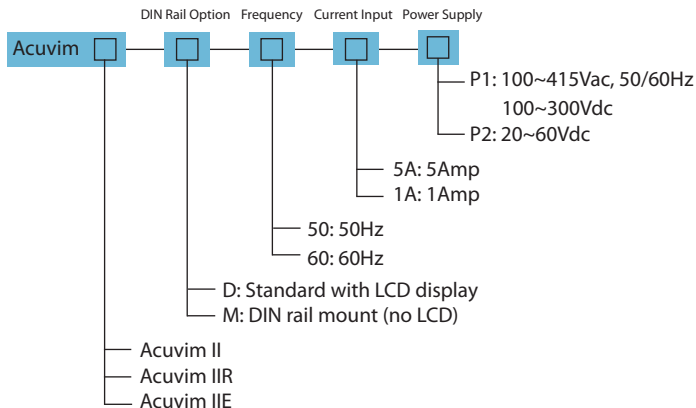 DIN Rail Option Frequency Current Input Power Supply
Acuvim
P1: 100~415Vac, 50/60Hz
100~300Vdc
P2: 20~60Vdc
5A: 5Amp
1A: 1Amp
50: 50Hz
60: 60Hz
D: Standard with LCD display
M: DIN rail mount (no LCD)
Acuvim II
Acuvim IIR
Acuvim IIE